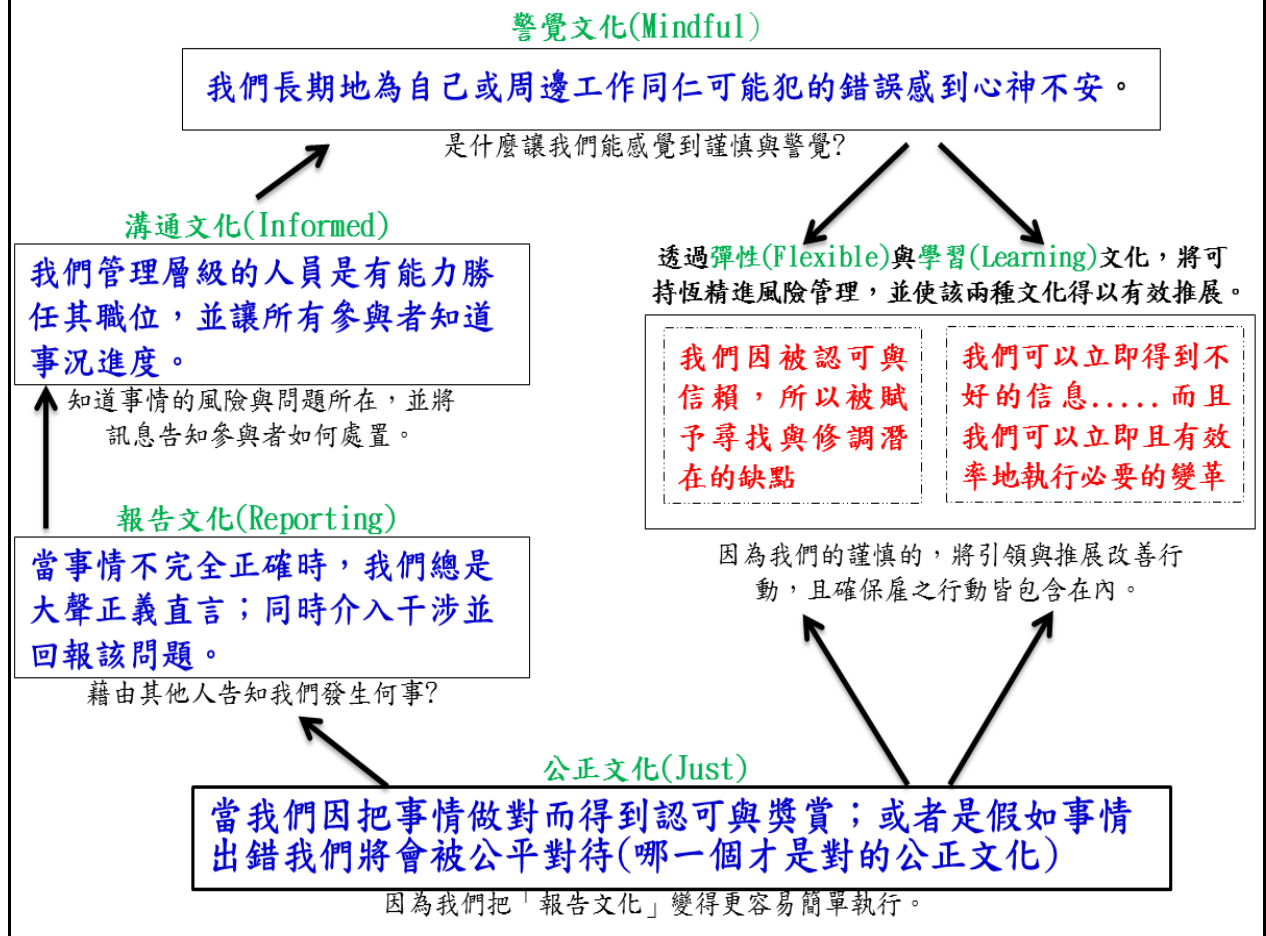 警覺文化(Mindful)
我們長期地為自己或周邊工作同仁可能犯的錯誤感到心神不安。
是什麼讓我們能感覺到謹慎與警覺?
溝通文化(Informed)
我們管理層級的人員是有能力勝
任其職位，並讓所有參與者知道
事況進度。
知道事情的風險與問題所在，並將
訊息告知參與者如何處置。
報告文化(Reporting)
當事情不完全正確時，我們總是
大聲正義直言；同時介入干涉並
回報該問題。
藉由其他人告知我們發生何事?
透過彈性(Flexible)與學習(Learning)文化，將可
持恆精進風險管理，並使該兩種文化得以有效推展。
我們因被認可與
信賴，所以被賦
予尋找與修調潛
在的缺點
我們可以立即得到不
好的信息.....而且
我們可以立即且有效
率地執行必要的變革
因為我們的謹慎的，將引領與推展改善行
動，且確保雇之行動皆包含在內。
公正文化(Just)
當我們因把事情做對而得到認可與獎賞；或者是假如事情
出錯我們將會被公平對待(哪一個才是對的公正文化)
因為我們把「報告文化」變得更容易簡單執行。